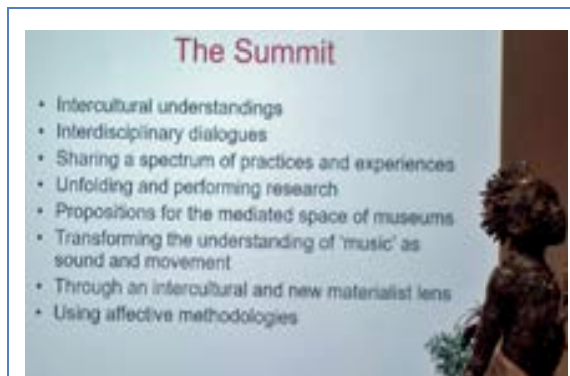 The Summit
• Intercultural understandings
• Interdisciplinary dialogues
• Sharing a spectrum of practices and experiences
• Unfolding and performing research
• Propositions for the mediated space of museums
• Transforming the understanding of 'music' as
sound and movement
• Through an intercultural and new materialist lens
• Using affective methodologies